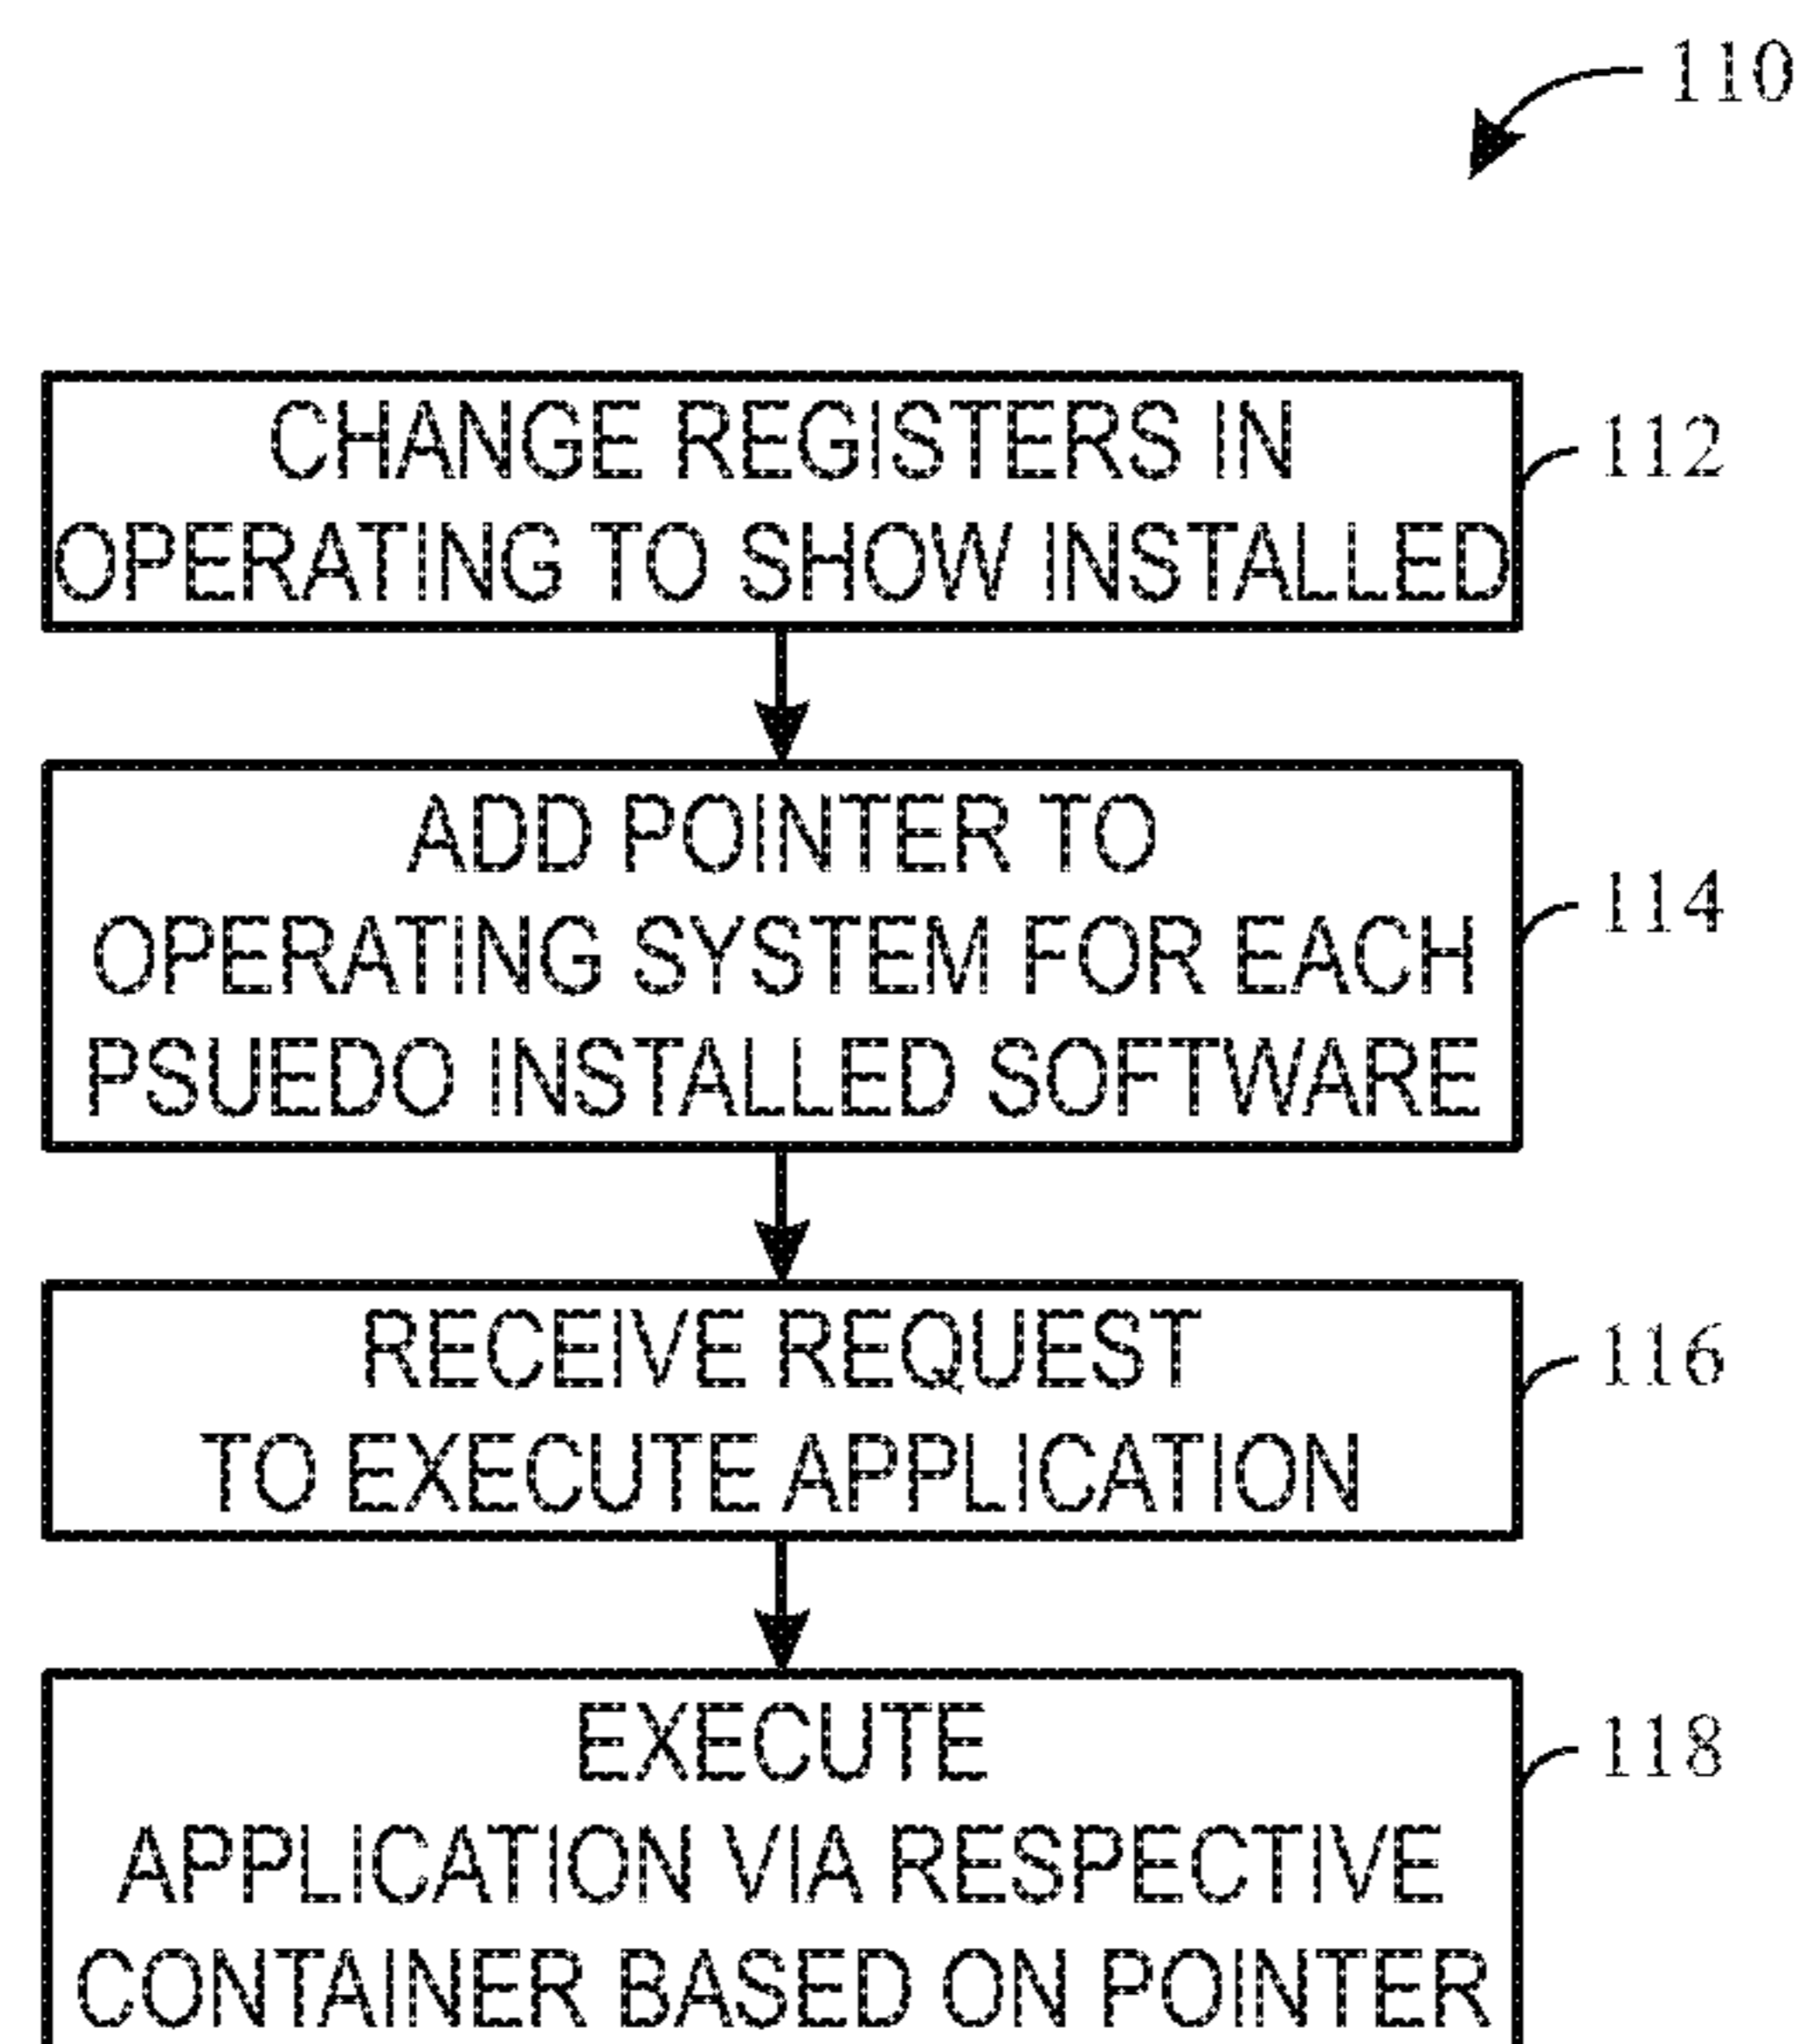 110
CHANGE REGISTERS IN
OPERATING TO SHOW INSTALLED
112
ADD POINTER TO
OPERATING SYSTEM FOR EACH
PSUEDO INSTALLED SOFTWARE
114
RECEIVE REQUEST
TO EXECUTE APPLICATION
116
EXECUTE
APPLICATION VIA RESPECTIVE
CONTAINER BASED ON POINTER
118